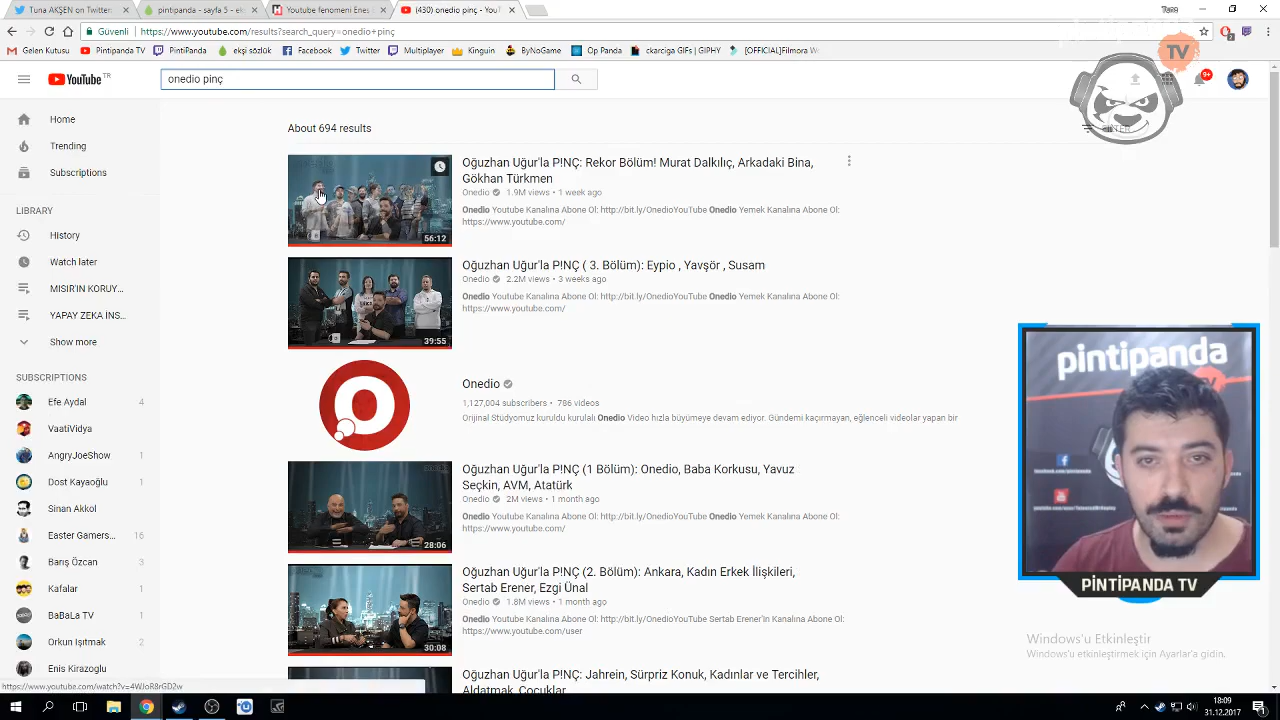 Tuna AKŞEN on Twitter:
pintipanda - sayfa 5 - ek
Youtube fenomeni Enes
(430) onedio pinç - YouT
Tuna
Güvenli
https://www.youtube.com/results?search_query=onedio+pinç
Gelen Kutusu
PintiPanda TV
PintiPanda
ekşi sözlük
Facebook
Twitter
Multiplayer
Kinguin
ByNoGame
Op Panda
ckarciga GIFs | GIPHY
[OFFICIAL]Filmora W
TV
YouTube TR
onedio pinç
9+
Home
Trending
Subscriptions
LIBRARY
History
Watch later
MISIR'IN KORUY...
YAPAY ZEKA INS...
Show more
SUBSCRIPTIONS
Efe Aydal 4
VaatiVidya
AngryJoeShow 1
Dost Kayaoğlu 1
Sinan Akkol
Easter Gamers... 16
Barış Özcan 3
Kafalar 1
BaBaLa TV 1
Orkun Işıtmak 2
Enis Kirazoglu
About 694 results
FILTER
Oğuzhan Uğur'la P!NÇ: Rekor Bölüm! Murat Dalkılıç, Arkadaki Bina,
Gökhan Türkmen
Onedio 1.9M views • 1 week ago
Onedio Youtube Kanalına Abone Ol: http://bit.ly/OnedioYouTube Onedio Yemek Kanalına Abone Ol:
https://www.youtube.com/
56:12
Oğuzhan Uğur'la P!NÇ ( 3. Bölüm): Eypio , Yavşör , Susam
Onedio 2.2M views • 3 weeks ago
Onedio Youtube Kanalına Abone Ol: http://bit.ly/OnedioYouTube Onedio Yemek Kanalına Abone Ol:
https://www.youtube.com/
39:55
Onedio
1,127,004 subscribers • 786 videos
Orijinal Stüdyomuz kuruldu kurulalı Onedio Video hızla büyümeye devam ediyor. Gündemi kaçırmayan, eğlenceli videolar yapan bir
Oğuzhan Uğur'la P!NÇ (1 Bölüm): Onedio, Baba Korkusu, Yavuz
Seçkin, AVM, Atatürk
Onedio 2M views • 1 month ago
Onedio Youtube Kanalına Abone Ol: http://bit.ly/OnedioYouTube Onedio Yemek Kanalına Abone Ol:
https://www.youtube.com/
28:06
Oğuzhan Uğur'la P!NÇ (2. Bölüm): Ankara, Kadın Erkek İlişkileri,
Sertab Erener, Ezgi Ünal
Onedio 1.8M views • 1 month ago
Onedio Youtube Kanalına Abone Ol: http://bit.ly/OnedioYouTube Sertab Erener'in Kanalına Abone Ol:
https://www.youtube.com/user
30:08
Oğuzhan Uğur'la P!NÇ: Jahrein, Sürpriz Konuk, Kadınlar ve Tercihler,
Aldatmak, Çocuklar
pintipanda
TV
PİNTİPANDA TV
Windows'u Etkinleştir
Windows'u etkinleştirmek için Ayarlar'a gidin.
18:09
31.12.2017